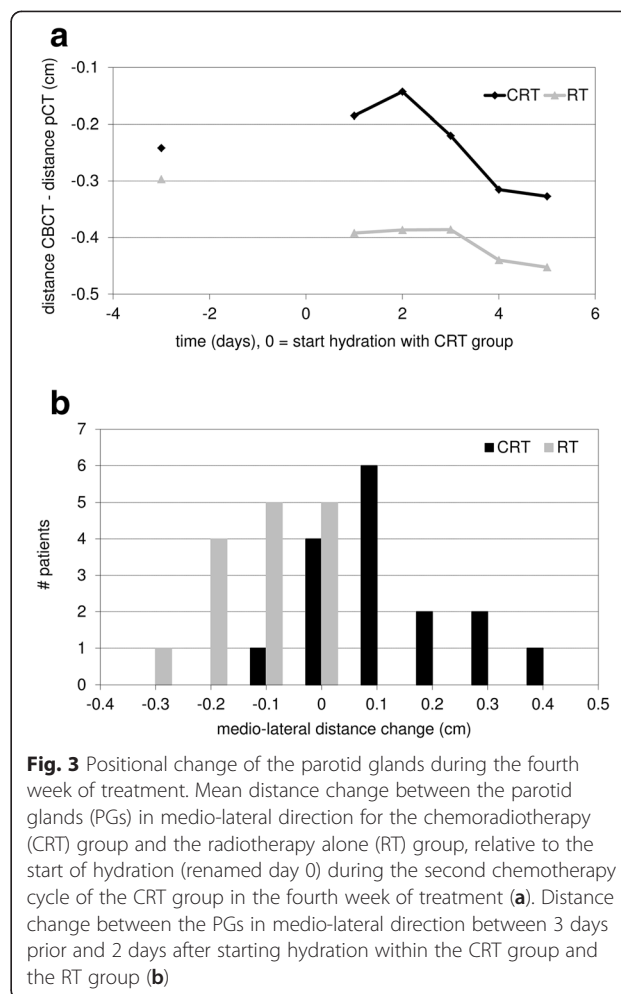 a
-0.1
-0.2
-0.3
-0.4
-0.5
distance CBCT - distance pCT (cm)
CRT RT
-4 -2 0 2 4 6
time (days), 0 = start hydration with CRT group
b
7
6
5
4
3
2
1
0
# patients
CRT RT
-0.4 -0.3 -0.2 -0.1 0 0.1 0.2 0.3 0.4 0.5
medio-lateral distance change (cm)
Fig. 3 Positional change of the parotid glands during the fourth
week of treatment. Mean distance change between the parotid
glands (PGs) in medio-lateral direction for the chemoradiotherapy
(CRT) group and the radiotherapy alone (RT) group, relative to the
start of hydration (renamed day 0) during the second chemotherapy
cycle of the CRT group in the fourth week of treatment (a). Distance
change between the PGs in medio-lateral direction between 3 days
prior and 2 days after starting hydration within the CRT group and
the RT group (b)